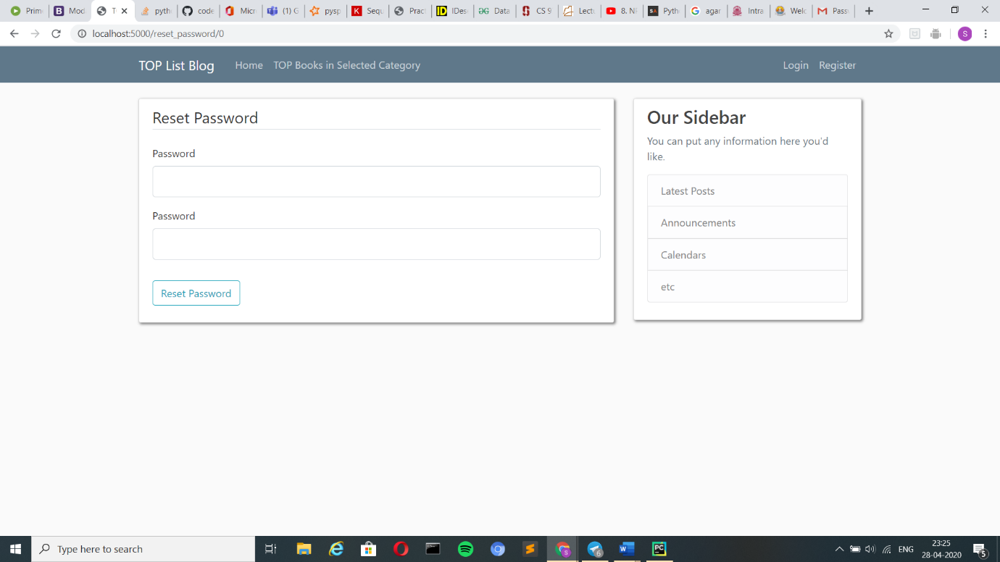 Prim
Mod
T
pyth
code
Micr
(1) G
pysp
Sequ
Prac
IDes
Data
CS 9
Lect
8. N
Pyth
agar
Intra
Welc
Pass
localhost:5000/reset_password/0
S
TOP List Blog
Home
TOP Books in Selected Category
Login
Register
Reset Password
Password
Password
Reset Password
Our Sidebar
You can put any information here you'd
like.
Latest Posts
Announcements
Calendars
etc
Type here to search
ENG
23:25
28-04-2020